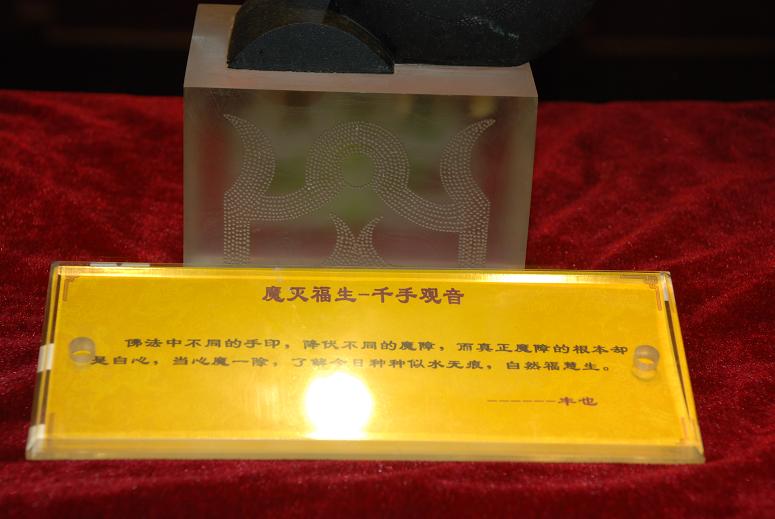 魔灭福生-千手观音
佛法中不同的手印，降伏不同的魔障，而真正魔障的根本却
是自心，当心魔一除，了解今日种种似水无痕，自然福慧生。
------丰也